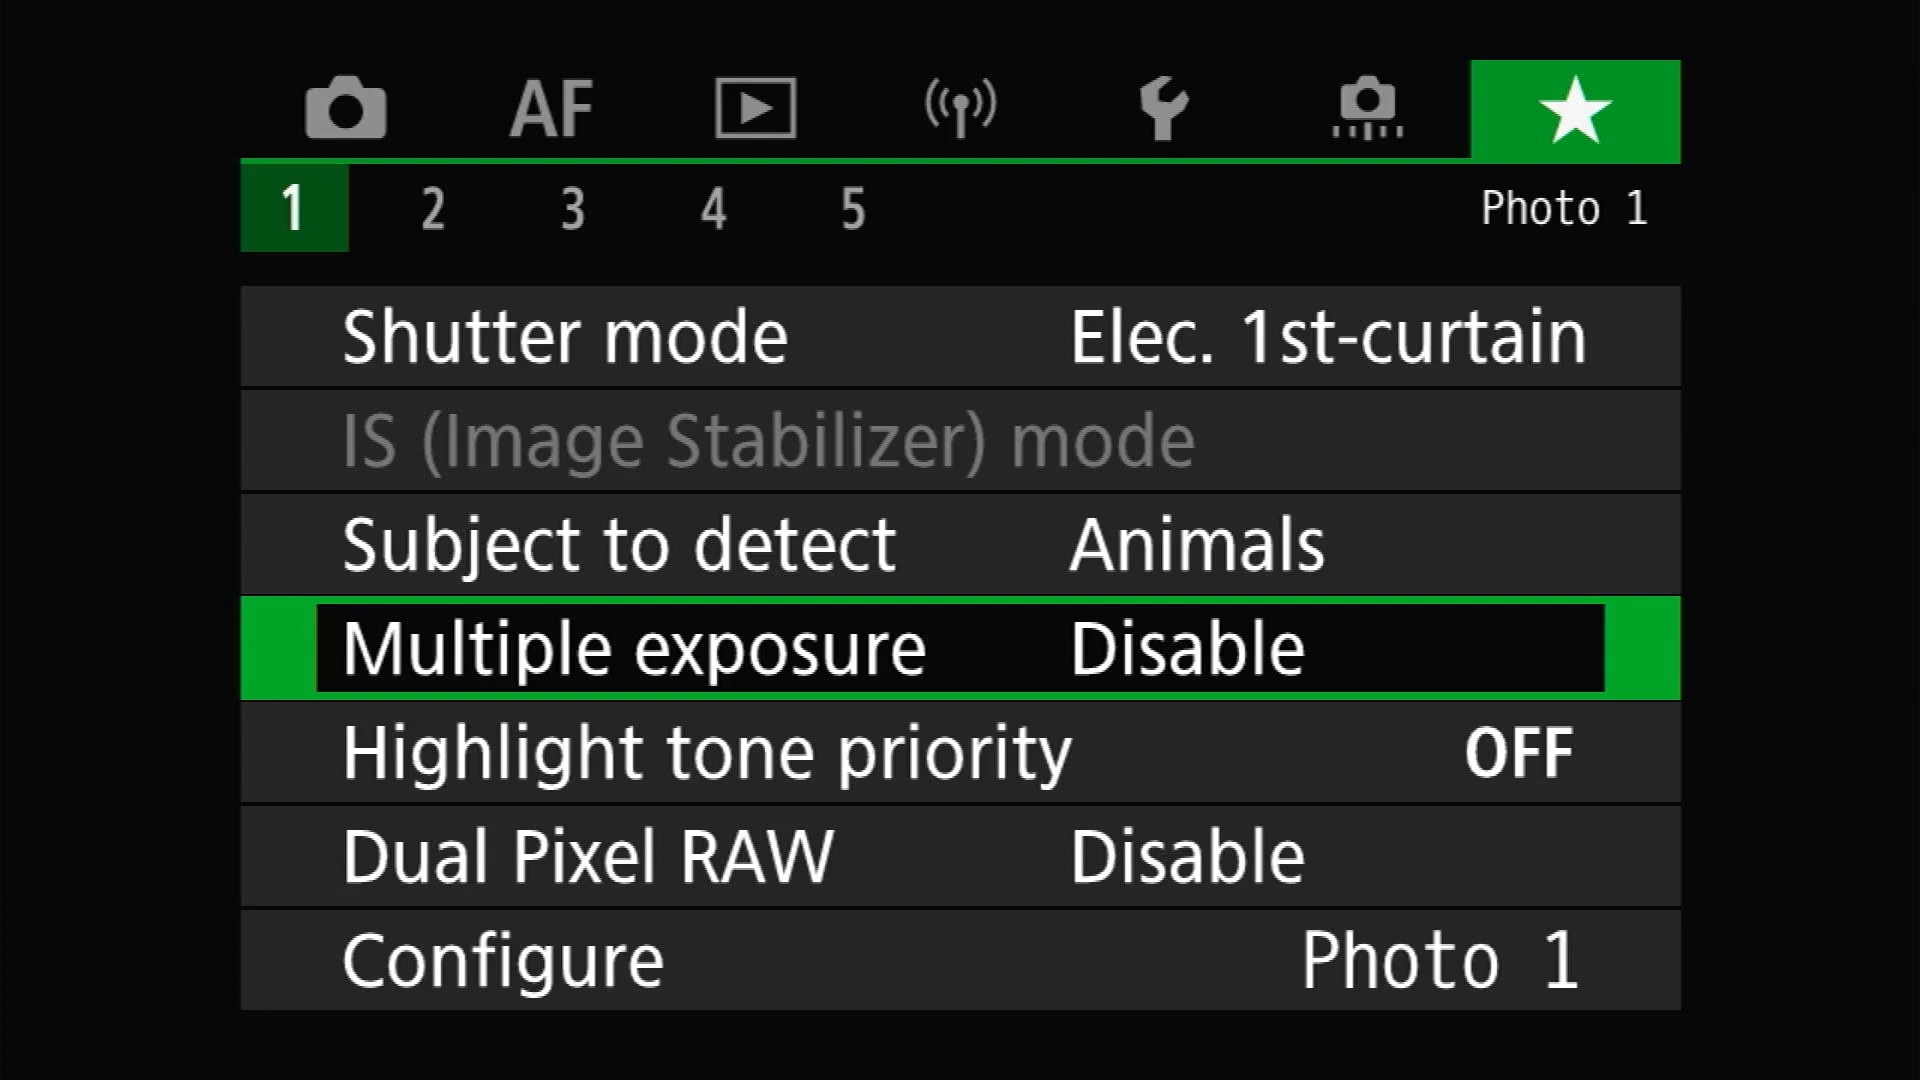 AF
1 2 3 4 5 Photo 1
Shutter mode Elec. 1st-curtain
IS (Image Stabilizer) mode
Subject to detect Animals
Multiple exposure Disable
Highlight tone priority OFF
Dual Pixel RAW Disable
Configure Photo 1